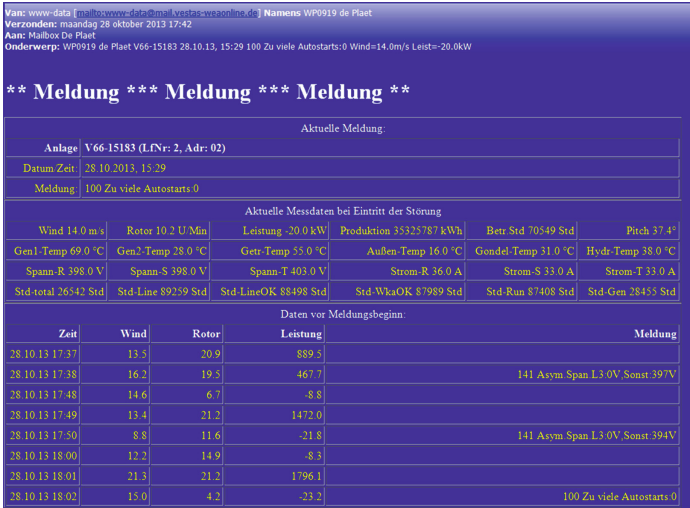 Van: www-data [mailto:www-data@mail.vestas-weaonline.de] Namens WP0919 de Plaet
Verzonden: maandag 28 oktober 2013 17:42
Aan: Mailbox De Plaet
Onderwerp: WP0919 de Plaet V66-15183 28.10.13, 15:29 100 Zu viele Autostarts:0 Wind=14.0m/s Leist=-20.0kW
** Meldung *** Meldung *** Meldung **
Aktuelle Meldung:
Anlage V66-15183 (LfNr: 2, Adr: 02)
Datum/Zeit: 28.10.2013, 15:29
Meldung: 100 Zu viele Autostarts:0
Aktuelle Messdaten bei Eintritt der Störung
Wind 14.0 m/s Rotor 10.2 U/Min Leistung -20.0 kW Produktion 35325787 kWh Betr.Std 70549 Std Pitch 37.4°
Gen1-Temp 69.0 °C Gen2-Temp 28.0 °C Getr-Temp 55.0 °C Außen-Temp 16.0 °C Gondel-Temp 31.0 °C Hydr-Temp 38.0 °C
Spann-R 398.0 V Spann-S 398.0 V Spann-T 403.0 V Strom-R 36.0 A Strom-S 33.0 A Strom-T 33.0 A
Std-total 26542 Std Std-Line 89259 Std Std-LineOK 88498 Std Std-WkaOK 87989 Std Std-Run 87408 Std Std-Gen 28455 Std
Daten vor Meldungsbeginn:
Zeit Wind Rotor Leistung Meldung
28.10.13 17:37 13.5 20.9 889.5
28.10.13 17:38 16.2 19.5 467.7 141 Asym.Span.L3:0V,Sonst:397V
28.10.13 17:48 14.6 6.7 -8.8
28.10.13 17:49 13.4 21.2 1472.0
28.10.13 17:50 8.8 11.6 -21.8 141 Asym.Span.L3:0V,Sonst:394V
28.10.13 18:00 12.2 14.9 -8.3
28.10.13 18:01 21.3 21.2 1796.1
28.10.13 18:02 15.0 4.2 -23.2 100 Zu viele Autostarts:0